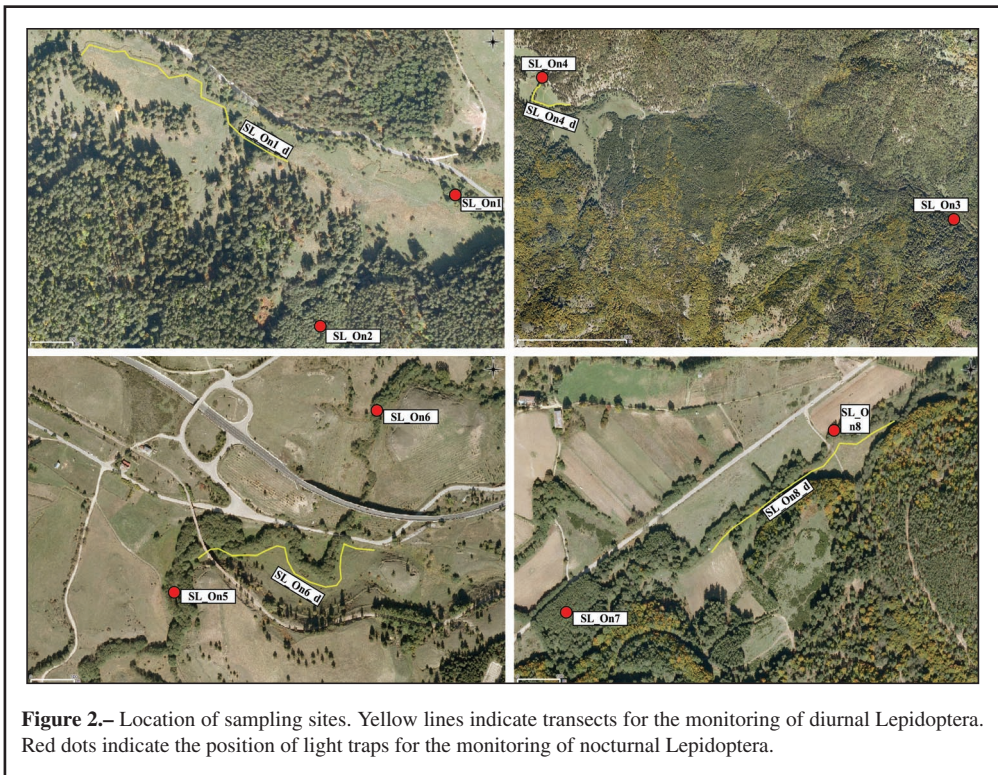 SL_On1_d
SL_On1
SL_On2
SL_On4
SL_On4_d
SL_On3
SL_On6
SL_On6_d
SL_On5
SL_O
n8
SL_On8_d
SL_On7
Figure 2.– Location of sampling sites. Yellow lines indicate transects for the monitoring of diurnal Lepidoptera.
Red dots indicate the position of light traps for the monitoring of nocturnal Lepidoptera.